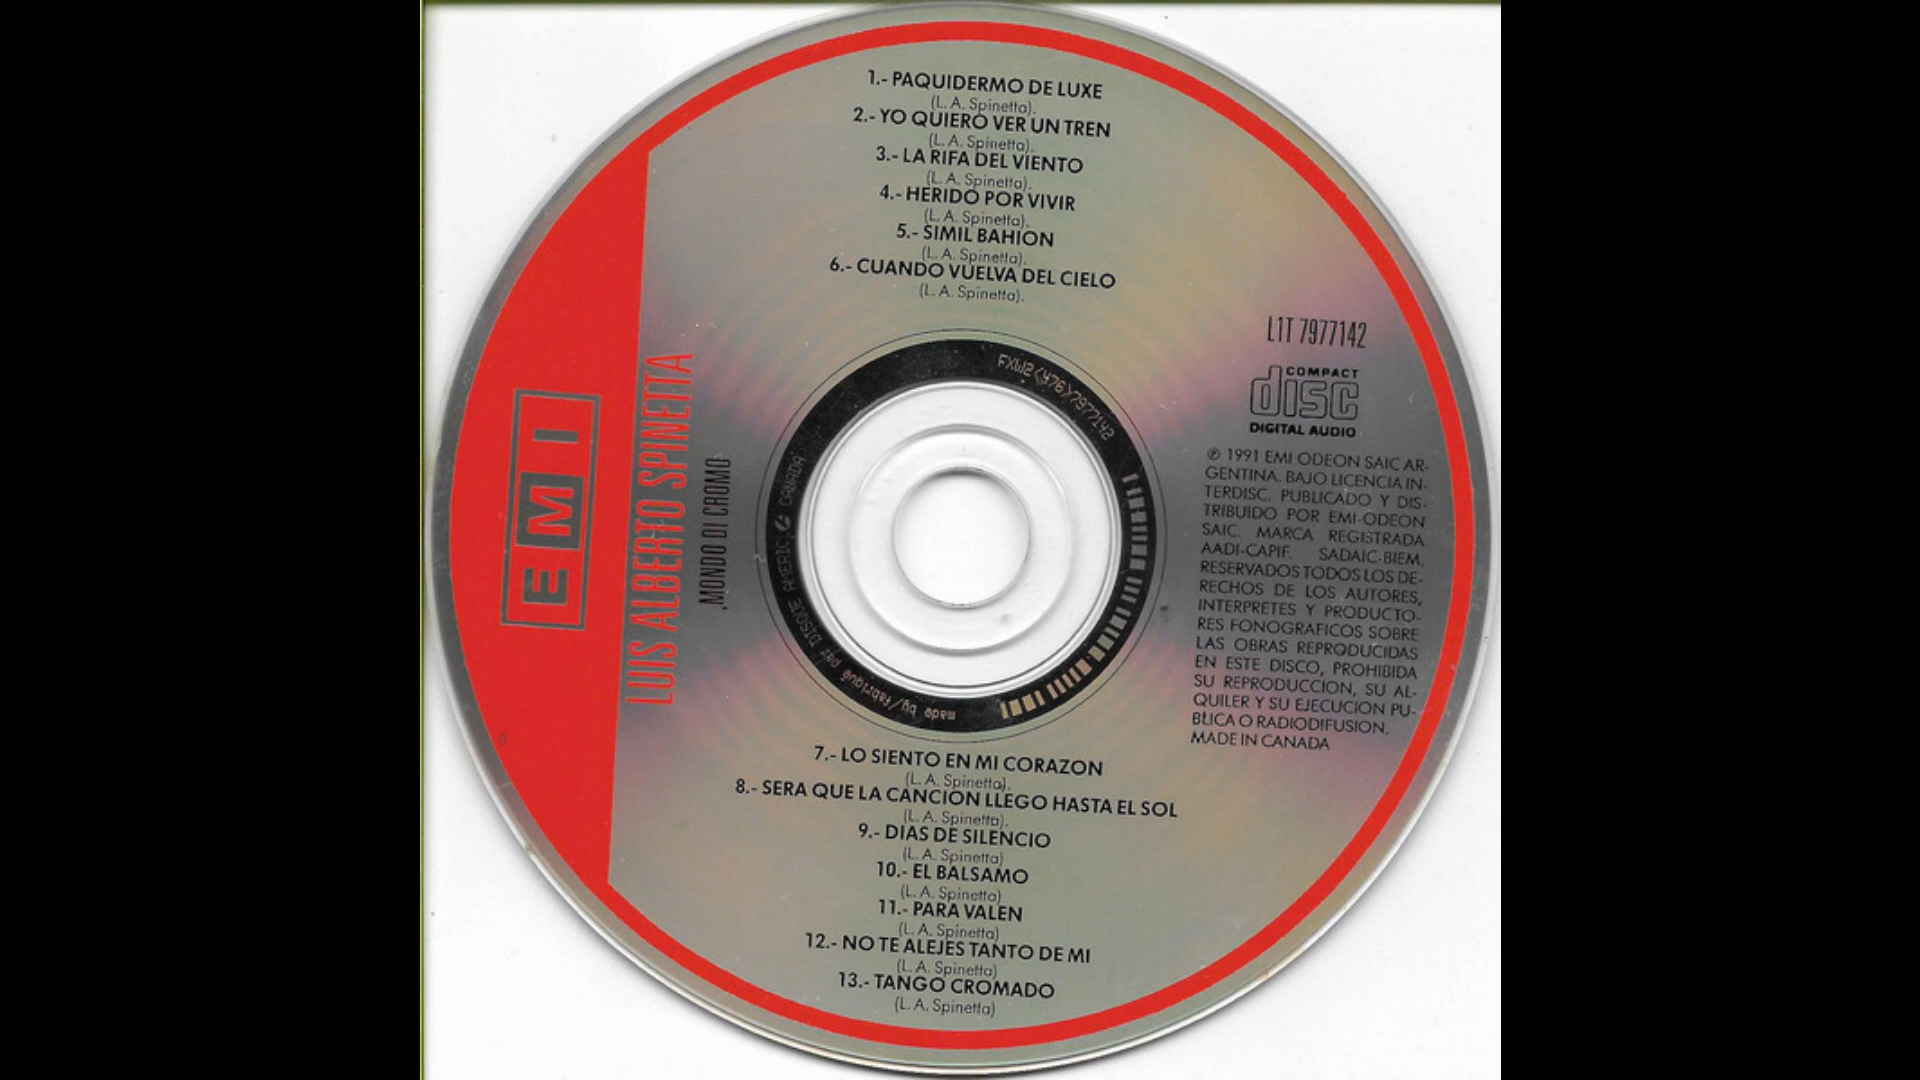 1.- PAQUIDERMO DE LUXE
(L. A. Spinetta).
2.- YO QUIERO VER UN TREN
(L. A. Spinetta).
3.- LA RIFA DEL VIENTO
(L. A. Spinetta).
4.- HERIDO POR VIVIR
(L. A. Spinetta).
5.- SIMIL BAHION
(L. A. Spinetta).
6.- CUANDO VUELVA DEL CIELO
(L. A. Spinetta).
EMI
LUIS ALBERTO SPINETTA
MONDO DI CROMO
FXW2(476)7977142
made by/fabriqué par DISQUE AMERIC CANADA
L1T 7977142
COMPACT
disc
DIGITAL AUDIO
℗ 1991 EMI ODEON SAIC AR-
GENTINA. BAJO LICENCIA IN-
TERDISC. PUBLICADO Y DIS-
TRIBUIDO POR EMI-ODEON
SAIC. MARCA REGISTRADA
AADI-CAPIF. SADAIC-BIEM.
RESERVADOS TODOS LOS DE-
RECHOS DE LOS AUTORES,
INTERPRETES Y PRODUCTO-
RES FONOGRAFICOS SOBRE
LAS OBRAS REPRODUCIDAS
EN ESTE DISCO, PROHIBIDA
SU REPRODUCCION, SU AL-
QUILER Y SU EJECUCION PU-
BLICA O RADIODIFUSION.
MADE IN CANADA
7.- LO SIENTO EN MI CORAZON
(L. A. Spinetta).
8.- SERA QUE LA CANCION LLEGO HASTA EL SOL
(L. A. Spinetta).
9.- DIAS DE SILENCIO
(L. A. Spinetta)
10.- EL BALSAMO
(L. A. Spinetta)
11.- PARA VALEN
(L. A. Spinetta)
12.- NO TE ALEJES TANTO DE MI
(L. A. Spinetta)
13.- TANGO CROMADO
(L. A. Spinetta)